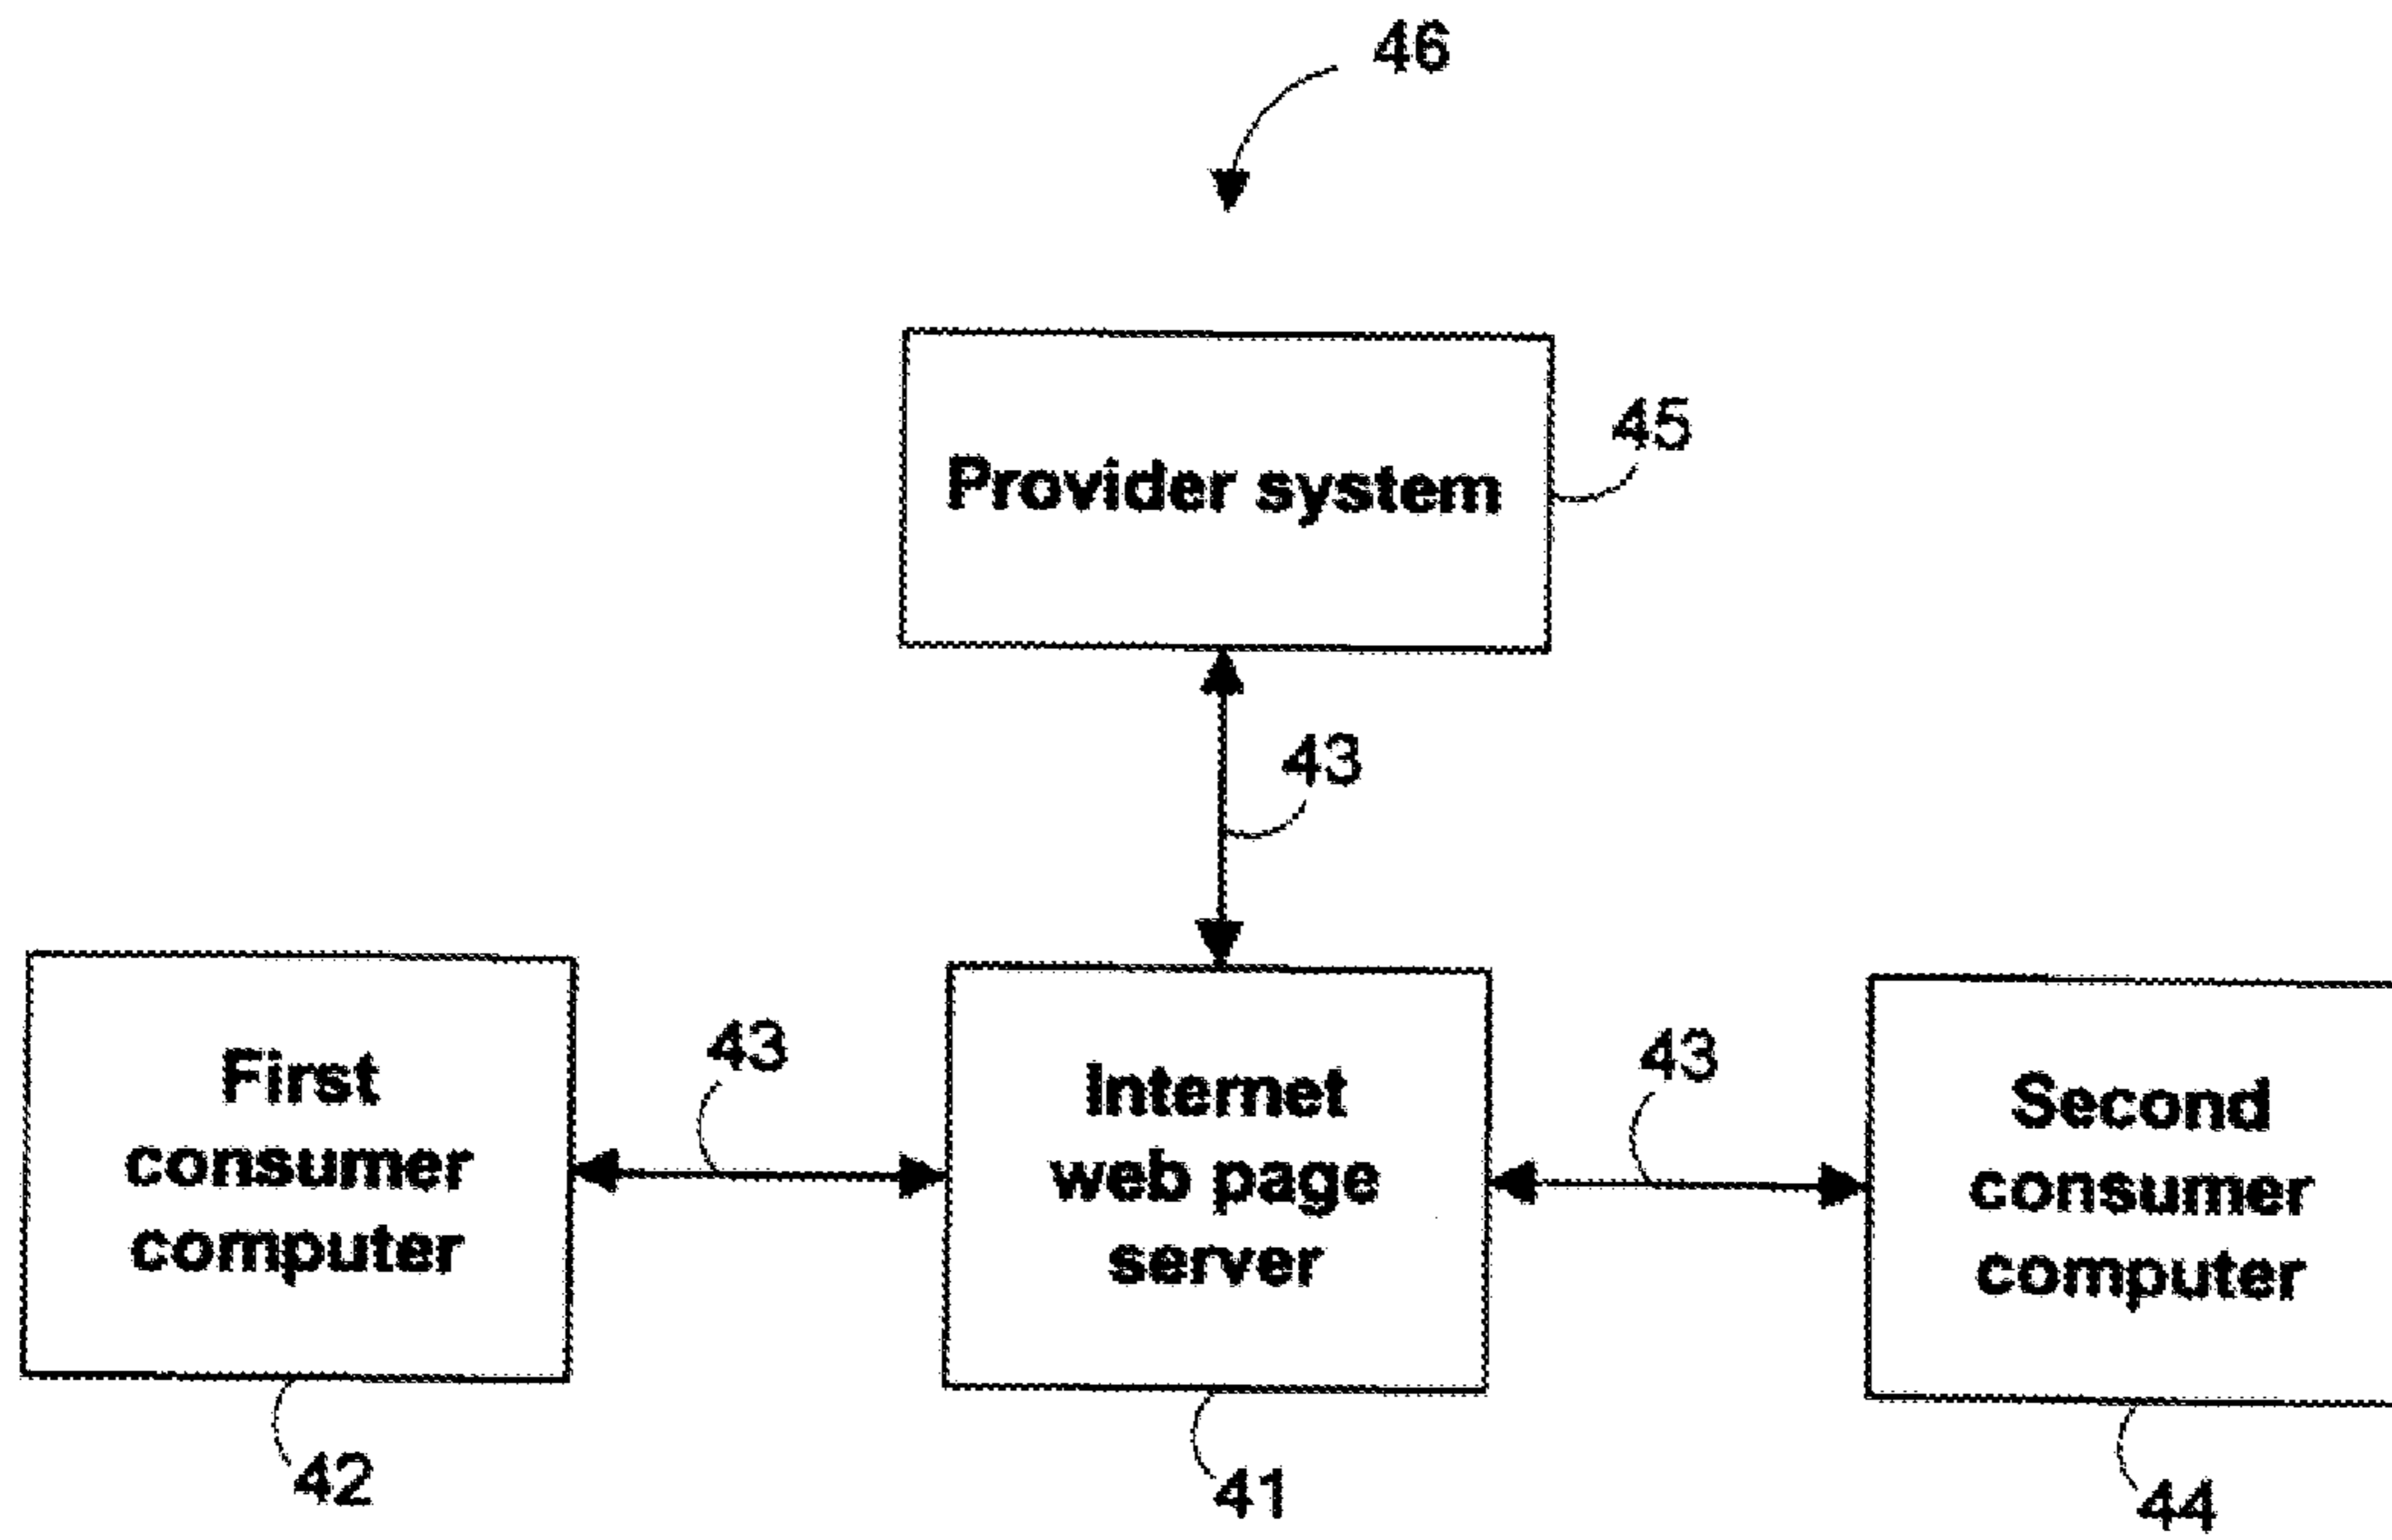 46
Provider system
45
43
First
consumer
computer
43
Internet
web page
server
43
Second
consumer
computer
42
41
44